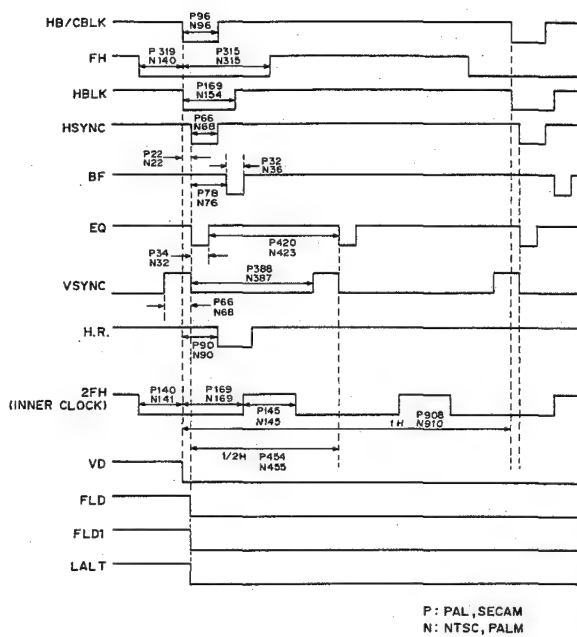 HB/CBLK
P96
N96
FH
P319
N140
P315
N315
HBLK
P169
N154
HSYNC
P66
N68
P22
N22
BF
P32
N36
P78
N76
EQ
P420
N423
P34
N32
VSYNC
P388
N387
P66
N68
H.R.
P90
N90
2FH
(INNER CLOCK)
P140
N141
P169
N169
P145
N145
1H
P908
N910
1/2H
P454
N455
VD
FLD
FLD1
LALT
P: PAL, SECAM
N: NTSC, PALM